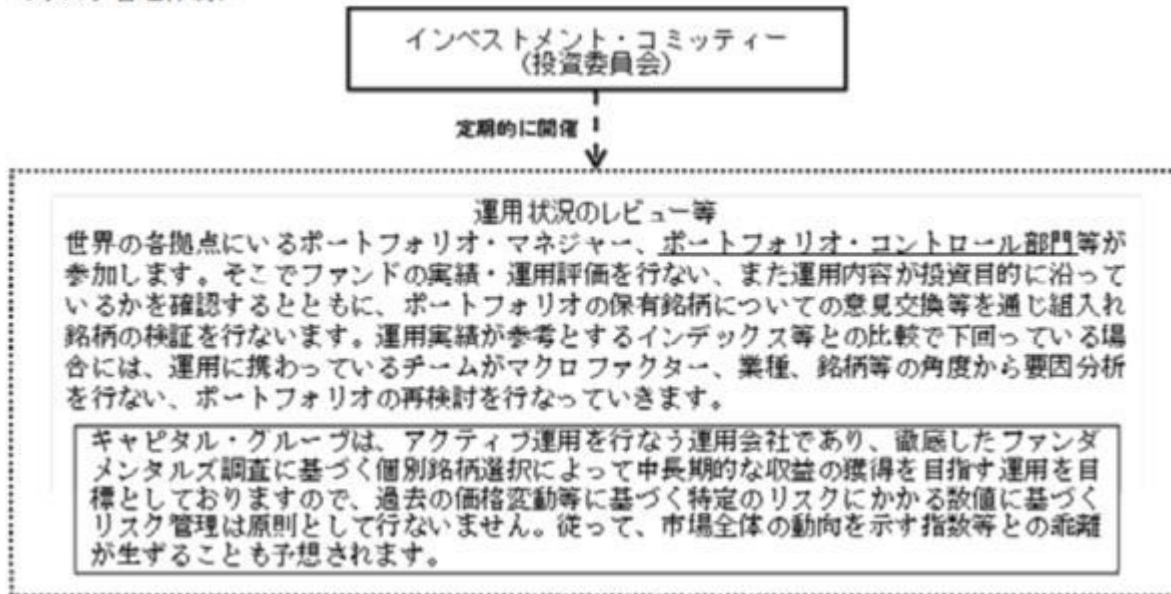 インベストメント・コミッティー
(投資委員会)
定期的に開催
運用状況のレビュー等
世界の各拠点にいるポートフォリオ・マネジャー、ポートフォリオ・コントロール部門等が
参加します。そこでファンドの実績・運用評価を行ない、また運用内容が投資目的に沿って
いるかを確認するとともに、ポートフォリオの保有銘柄についての意見交換等を通じ組入れ
銘柄の検証を行ないます。運用実績が参考とするインデックス等との比較で下回っている場
合には、運用に携わっているチームがマクロファクター、業種、銘柄等の角度から要因分析
を行ない、ポートフォリオの再検討を行なっていきます。
キャピタル・グループは、アクティブ運用を行なう運用会社であり、徹底したファンダ
メンタルズ調査に基づく個別銘柄選択によって中長期的な収益の獲得を目指す運用を目
標としておりますので、過去の価格変動等に基づく特定のリスクにかかる数値に基づく
リスク管理は原則として行ないません。従って、市場全体の動向を示す指数等との乖離
が生ずることも予想されます。